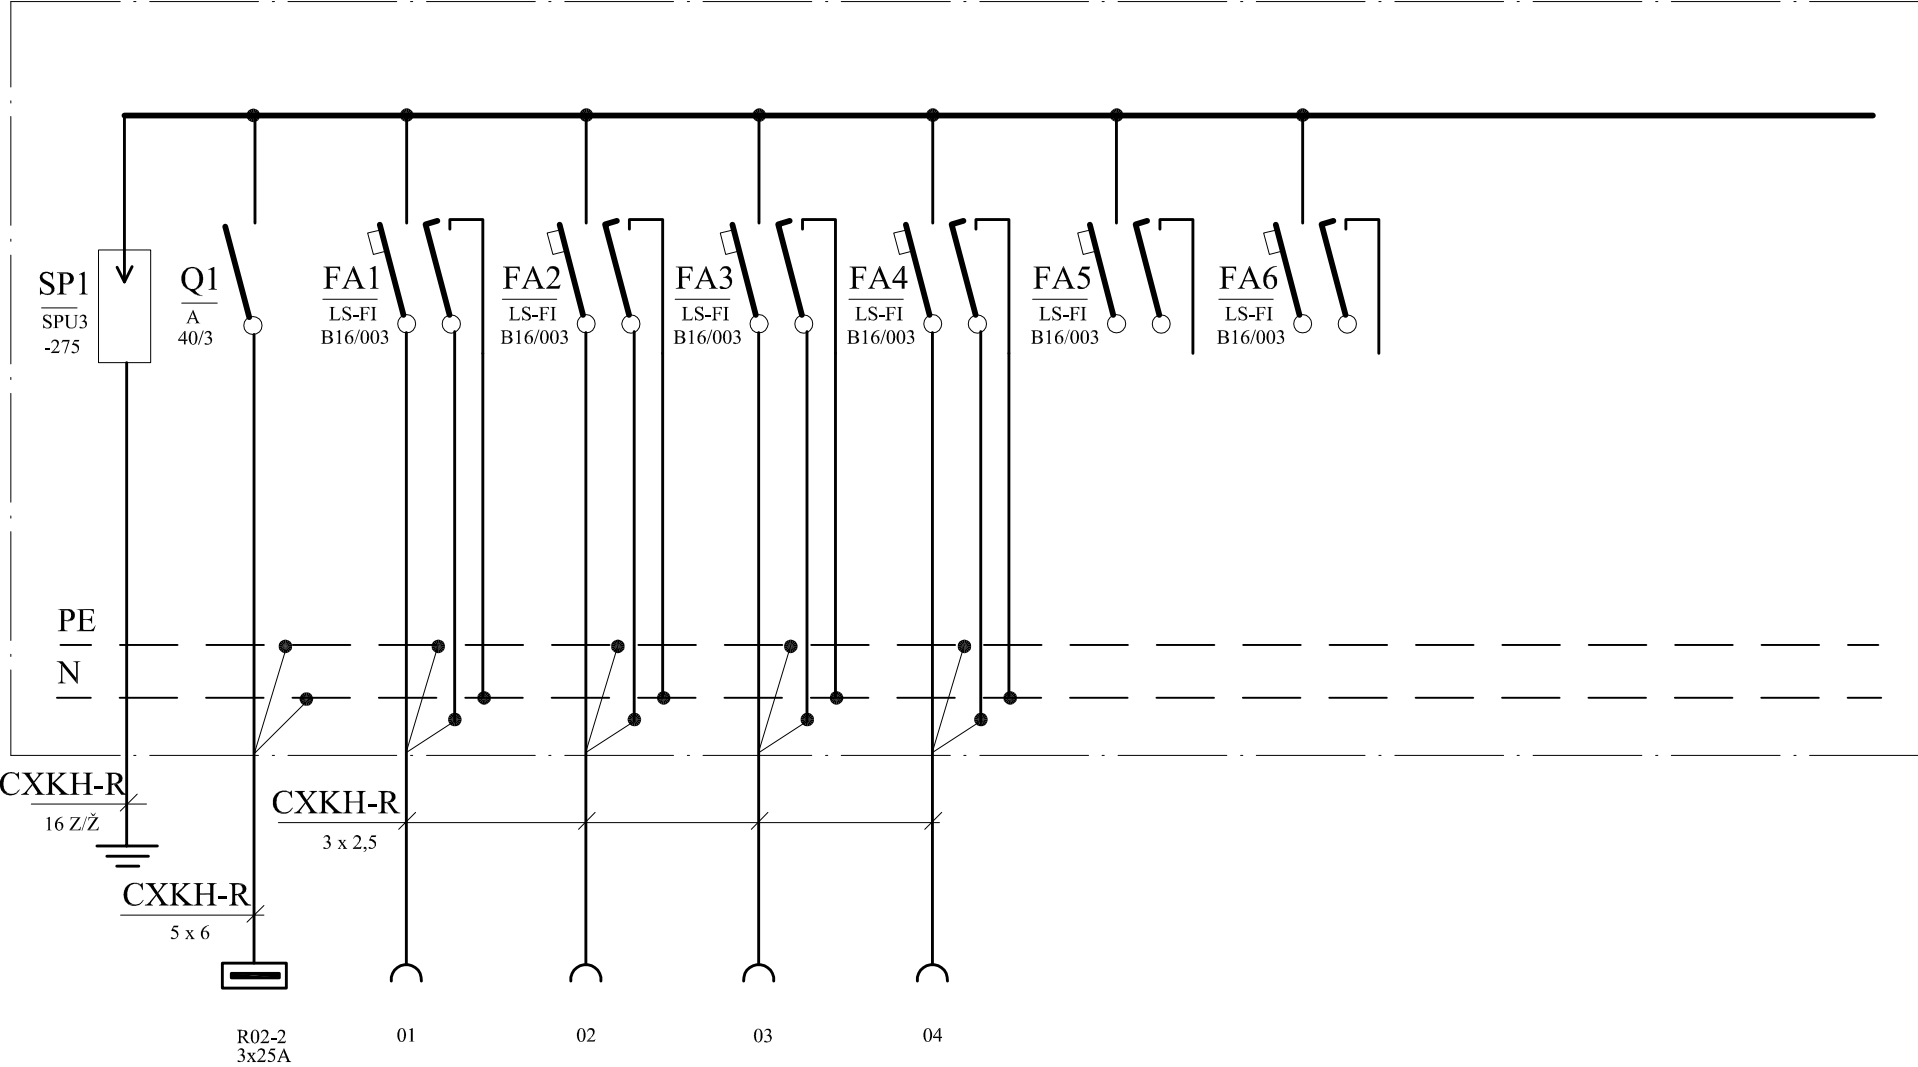 SP1
SPU3
-275
Q1
A
40/3
FA1
LS-FI
B16/003
FA2
LS-FI
B16/003
FA3
LS-FI
B16/003
FA4
LS-FI
B16/003
FA5
LS-FI
B16/003
FA6
LS-FI
B16/003
PE
N
CXKH-R
16 Z/Ž
CXKH-R
3 x 2,5
CXKH-R
5 x 6
R02-2
3x25A
01
02
03
04